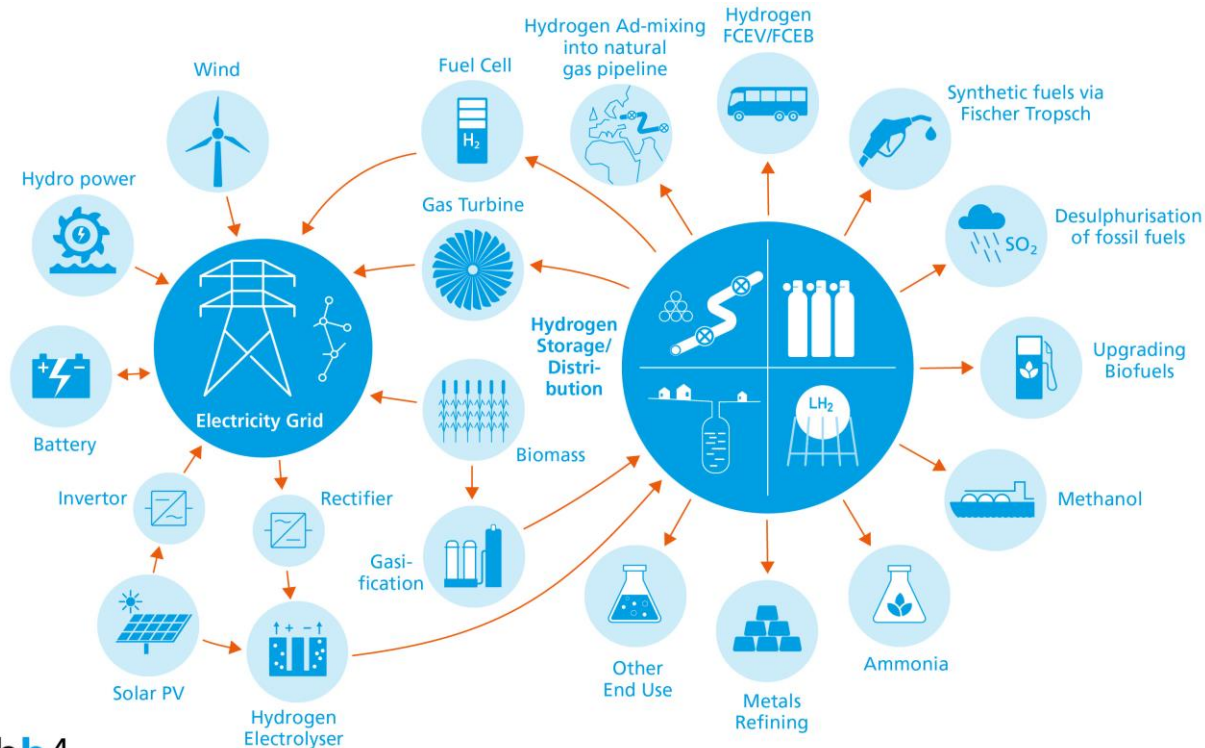 Hydrogen
FCEV/FCEB
Hydrogen Ad-mixing
into natural
gas pipeline
Wind
Fuel Cell
H2
Synthetic fuels via
Fischer Tropsch
Hydro power
Gas Turbine
Desulphurisation
of fossil fuels
SO2
Hydrogen
Storage/
Distri-
bution
Upgrading
Biofuels
LH2
Electricity Grid
Battery
Biomass
Invertor
Rectifier
Methanol
Gasi-
fication
Solar PV
Hydrogen
Electrolyser
Other
End Use
Metals
Refining
Ammonia